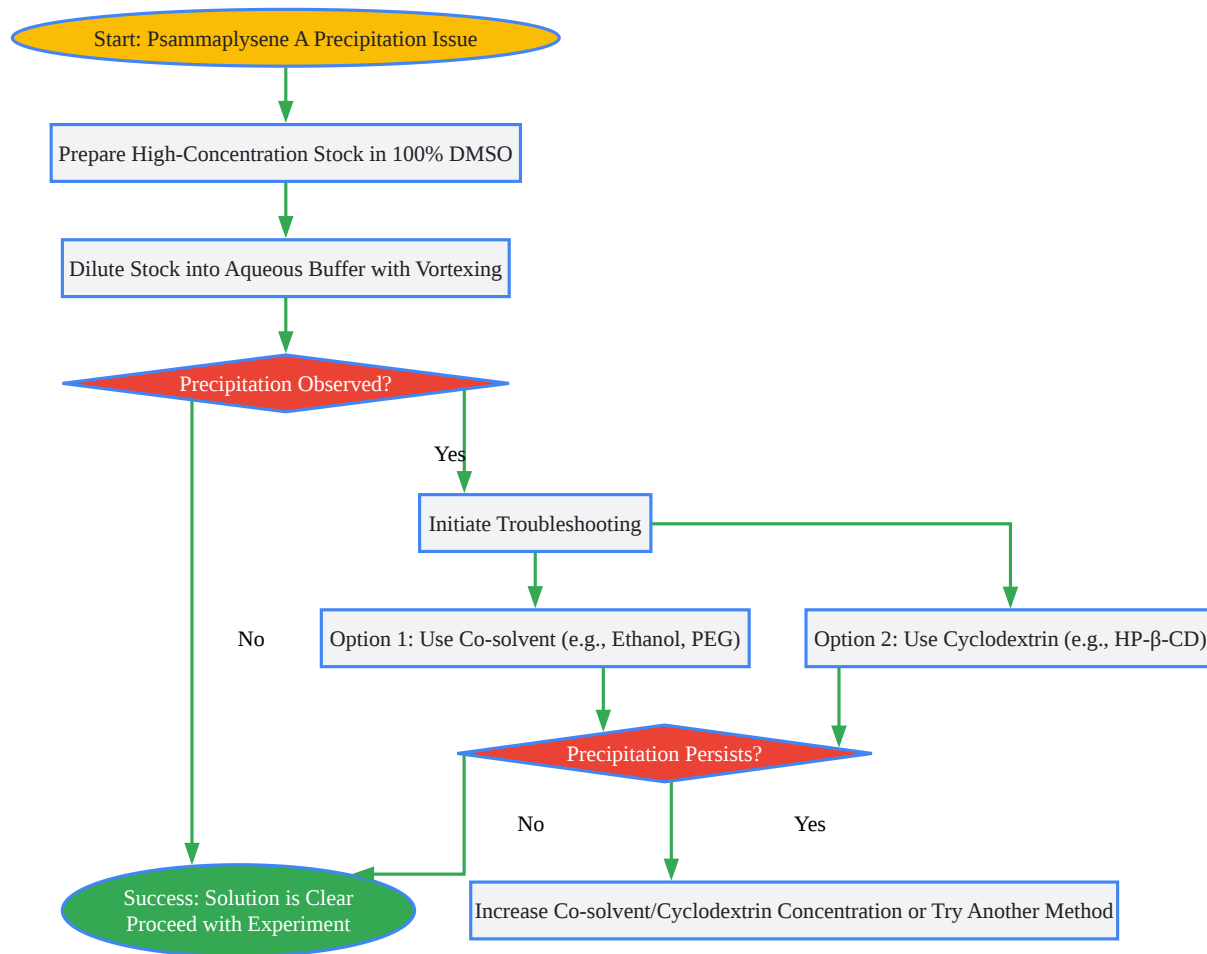 Start: Psammaplysene A Precipitation Issue
Prepare High-Concentration Stock in 100% DMSO
Dilute Stock into Aqueous Buffer with Vortexing
Precipitation Observed?
Yes
Initiate Troubleshooting
No
Option 1: Use Co-solvent (e.g., Ethanol, PEG)
Option 2: Use Cyclodextrin (e.g., HP-β-CD)
Precipitation Persists?
No
Yes
Success: Solution is Clear
Proceed with Experiment
Increase Co-solvent/Cyclodextrin Concentration or Try Another Method